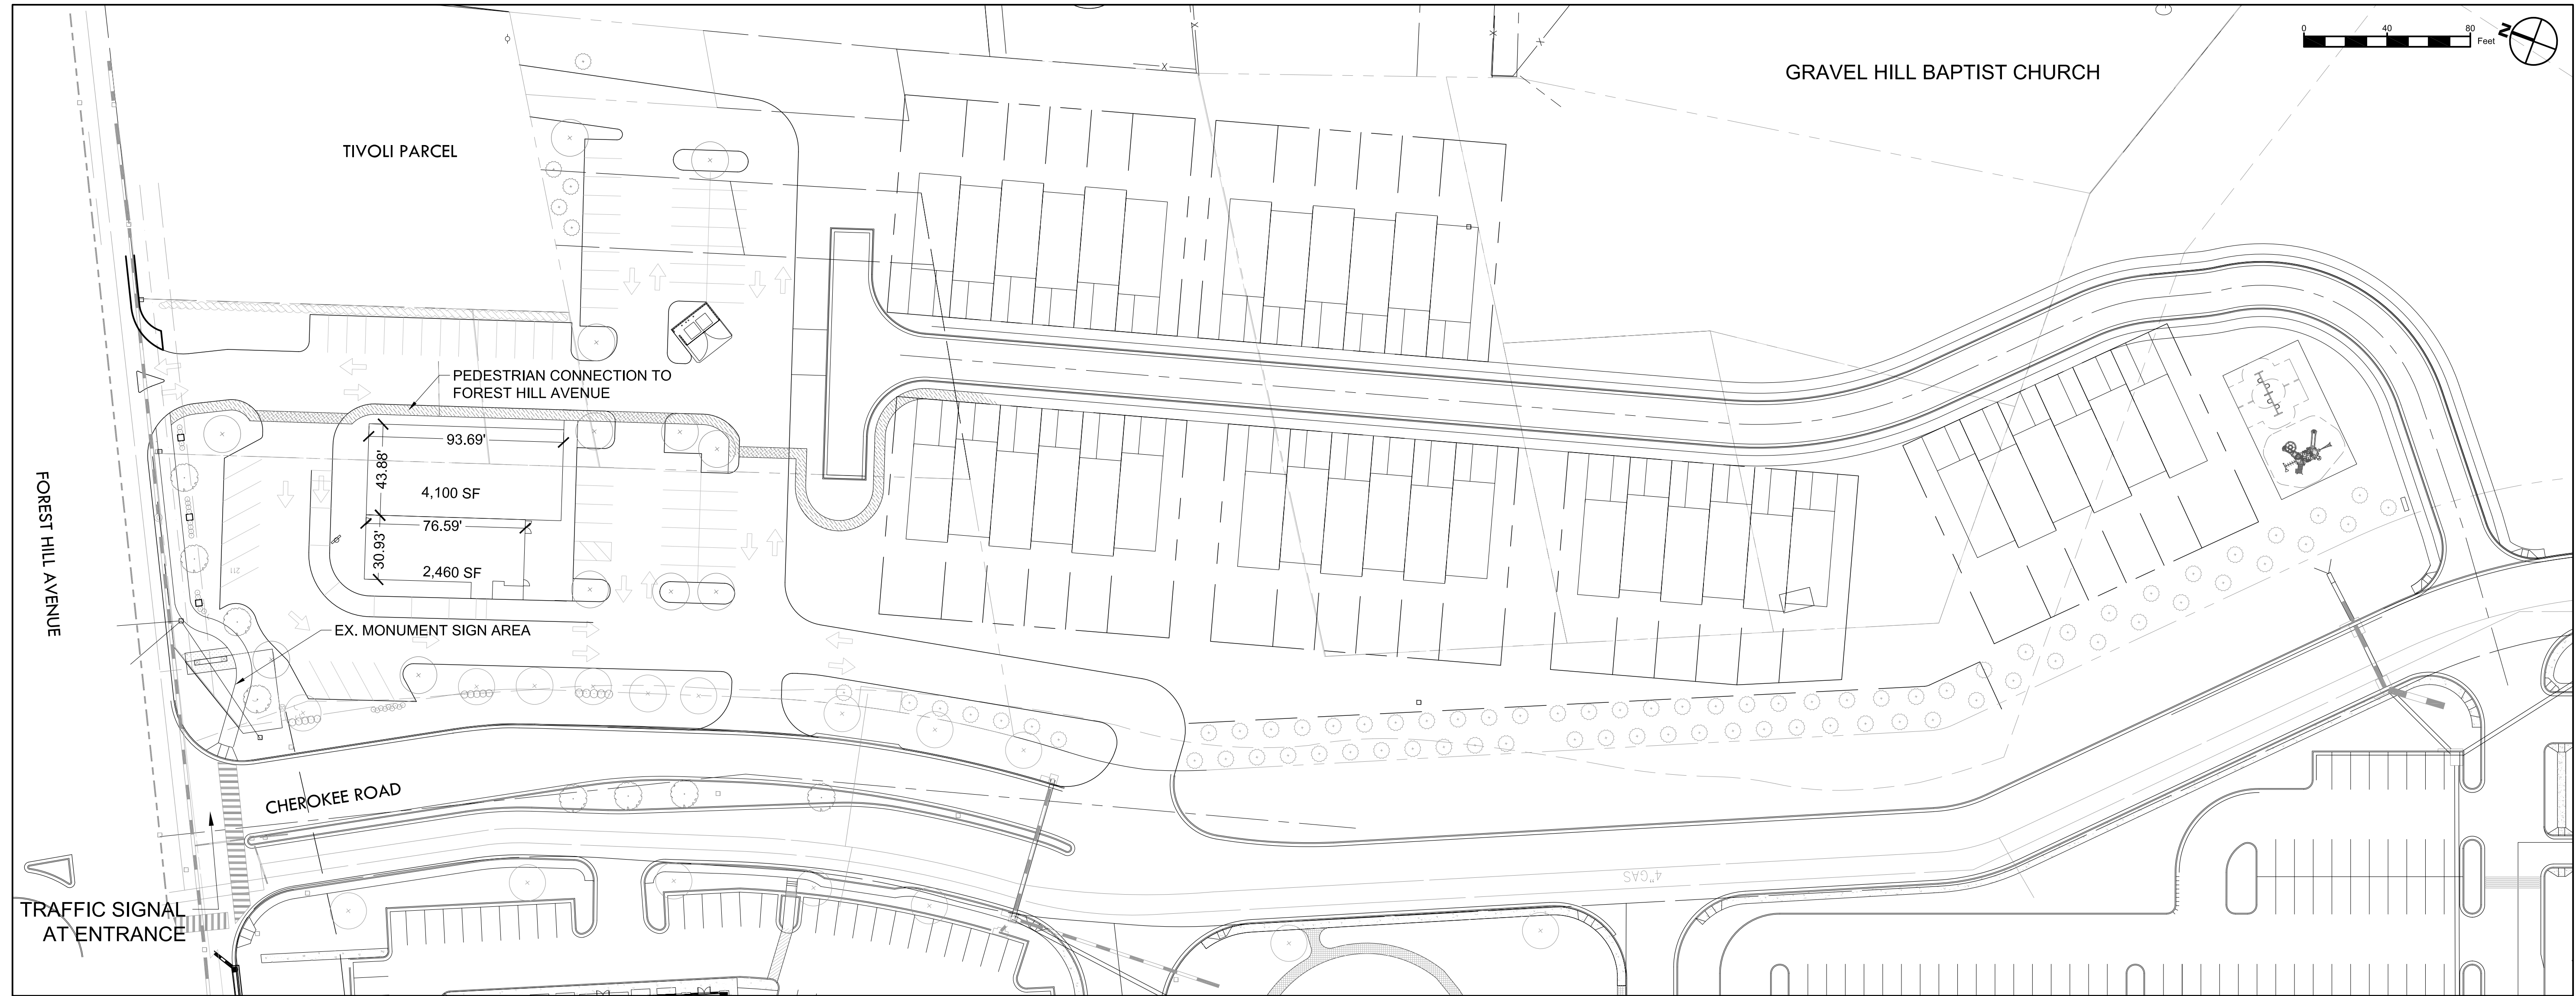 0 40 80
Feet
N
GRAVEL HILL BAPTIST CHURCH
TIVOLI PARCEL
PEDESTRIAN CONNECTION TO
FOREST HILL AVENUE
93.69'
43.88'
4,100 SF
76.59'
30.93'
2,460 SF
211
FOREST HILL AVENUE
EX. MONUMENT SIGN AREA
CHEROKEE ROAD
4"GAS
TRAFFIC SIGNAL
AT ENTRANCE